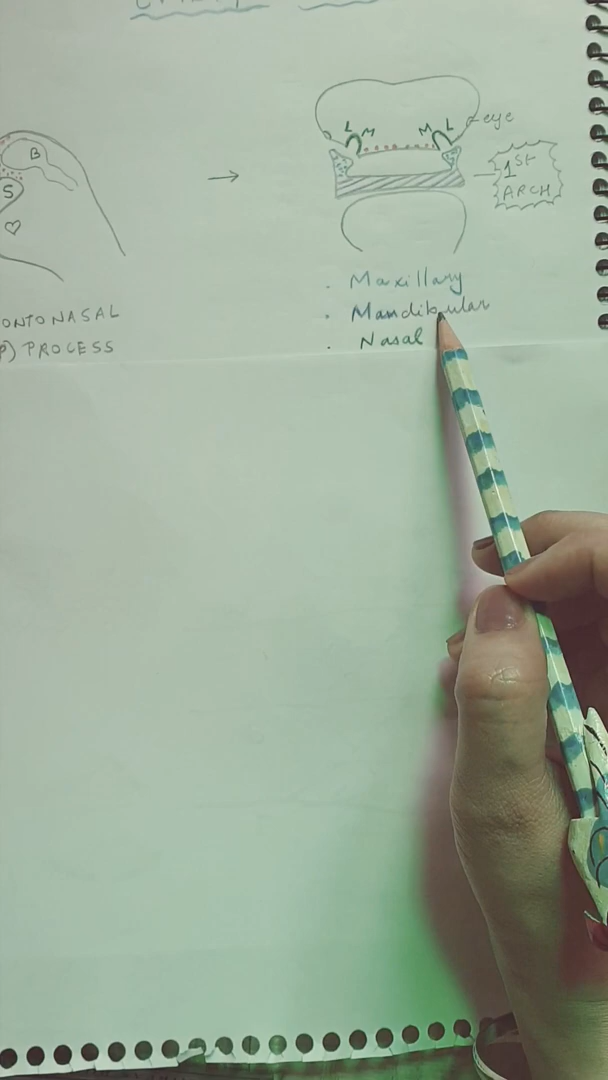 B
S
ONTONASAL
P) PROCESS
L M M L
eye
1ST
ARCH
. Maxillary
. Mandibular
. Nasal